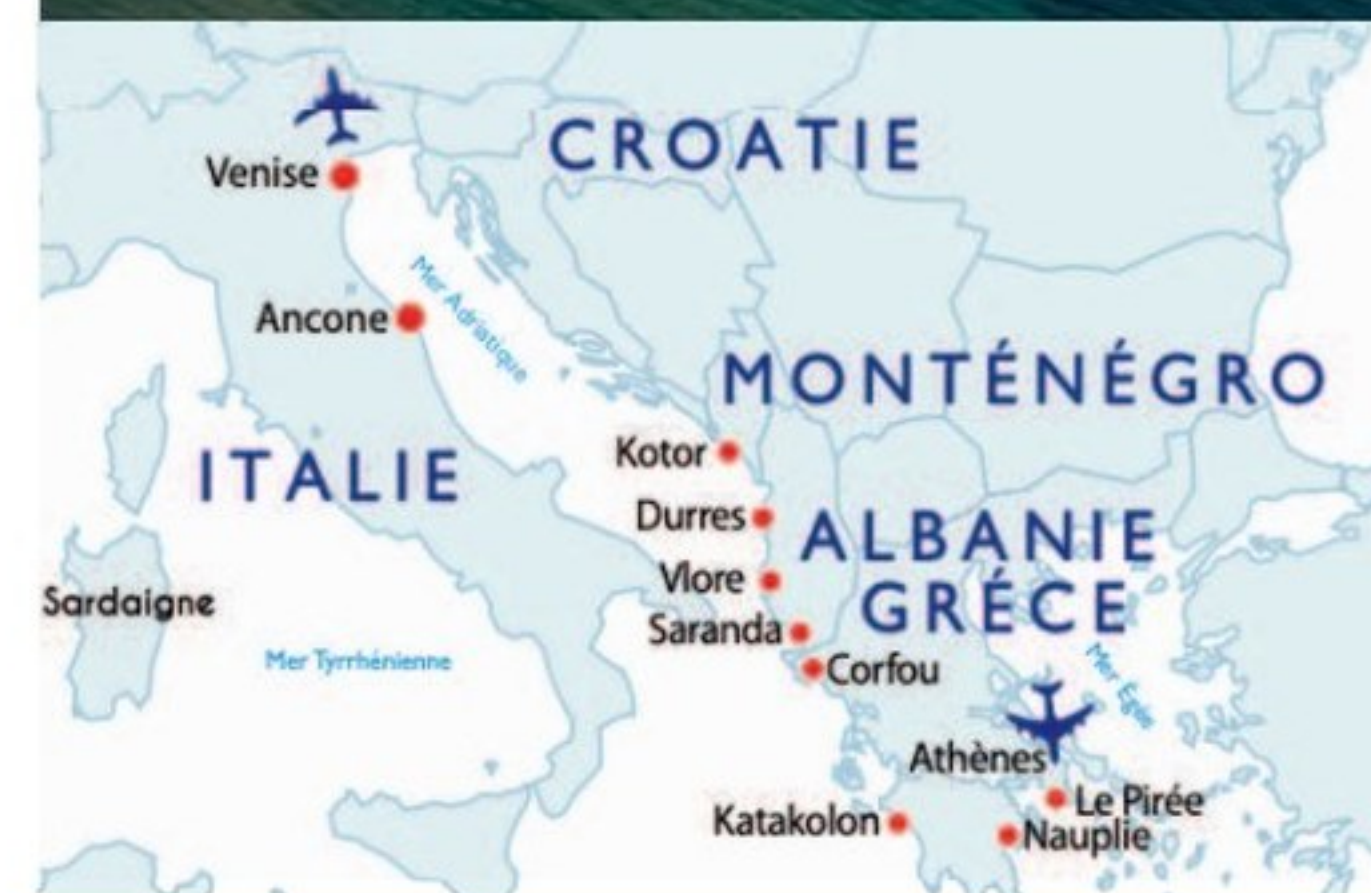 CROATIE
Venise
Mer Adriatique
Ancone
MONTÉNÉGRO
ITALIE
Kotor
Durres
ALBANIE
Vlore
GRÉCE
Sardaigne
Saranda
Mer Tyrrhénienne
Corfou
Mer Égée
Athènes
Le Pirée
Katakolon
Nauplie